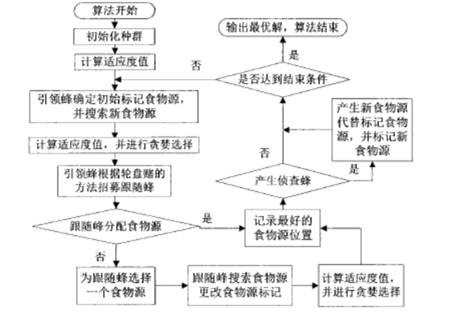 算法开始
初始化种群
计算适应度值
引领蜂确定初始标记食物源,
并搜索新食物源
计算适应度值，并进行贪婪选择
引领蜂根据轮盘赌的
方法招募跟随蜂
跟随蜂分配食物源
是
否
为跟随蜂选择
一个食物源
跟随蜂搜索食物源
更改食物源标记
计算适应度值，
并进行贪婪选择
记录最好的
食物源位置
产生侦查蜂
是
否
产生新食物源
代替标记食物
源，并标记新
食物源
是否达到结束条件
否
是
输出最优解，算法结束